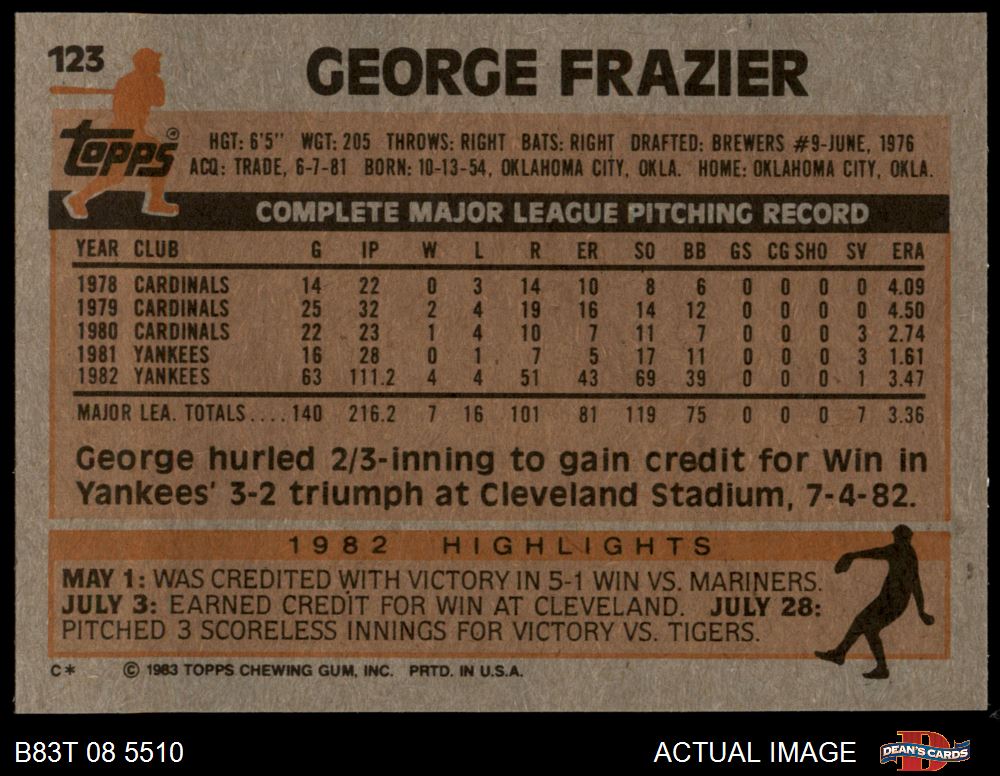 123
GEORGE FRAZIER
Topps®
HGT: 6'5" WGT: 205 THROWS: RIGHT BATS: RIGHT DRAFTED: BREWERS #9-JUNE, 1976
ACQ: TRADE, 6-7-81 BORN: 10-13-54, OKLAHOMA CITY, OKLA. HOME: OKLAHOMA CITY, OKLA.
COMPLETE MAJOR LEAGUE PITCHING RECORD
YEAR CLUB G IP W L R ER SO BB GS CG SHO SV ERA
1978 CARDINALS 14 22 0 3 14 10 8 6 0 0 0 0 4.09
1979 CARDINALS 25 32 2 4 19 16 14 12 0 0 0 0 4.50
1980 CARDINALS 22 23 1 4 10 7 11 7 0 0 0 3 2.74
1981 YANKEES 16 28 0 1 7 5 17 11 0 0 0 3 1.61
1982 YANKEES 63 111.2 4 4 51 43 69 39 0 0 0 1 3.47
MAJOR LEA. TOTALS....140 216.2 7 16 101 81 119 75 0 0 0 7 3.36
George hurled 2/3-inning to gain credit for Win in
Yankees' 3-2 triumph at Cleveland Stadium, 7-4-82.
1982 HIGHLIGHTS
MAY 1: WAS CREDITED WITH VICTORY IN 5-1 WIN VS. MARINERS.
JULY 3: EARNED CREDIT FOR WIN AT CLEVELAND. JULY 28:
PITCHED 3 SCORELESS INNINGS FOR VICTORY VS. TIGERS.
C* © 1983 TOPPS CHEWING GUM, INC. PRTD. IN U.S.A.
B83T 08 5510
ACTUAL IMAGE
DEAN'S CARDS